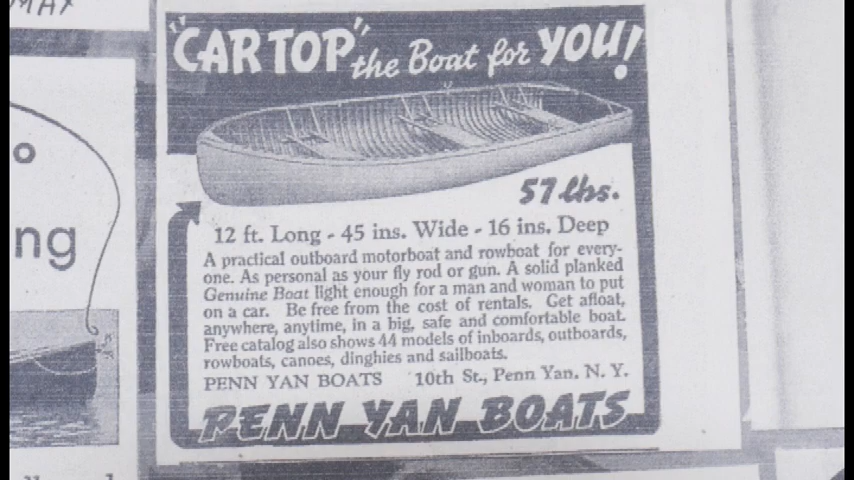 "CAR TOP" the Boat for YOU!
57 lbs.
12 ft. Long - 45 ins. Wide - 16 ins. Deep
A practical outboard motorboat and rowboat for every-
one. As personal as your fly rod or gun. A solid planked
Genuine Boat light enough for a man and woman to put
on a car. Be free from the cost of rentals. Get afloat,
anywhere, anytime, in a big, safe and comfortable boat.
Free catalog also shows 44 models of inboards, outboards,
rowboats, canoes, dinghies and sailboats.
PENN YAN BOATS 10th St., Penn Yan, N. Y.
PENN YAN BOATS
o
ng